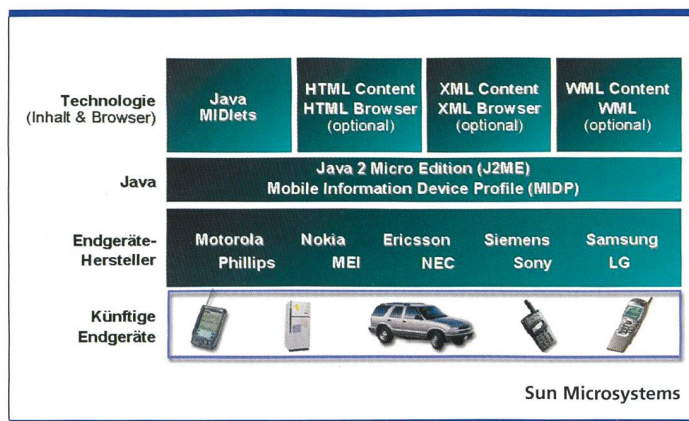 Technologie
(Inhalt & Browser)
Java
MIDlets
HTML Content
HTML Browser
(optional)
XML Content
XML Browser
(optional)
WML Content
WML
(optional)
Java
Java 2 Micro Edition (J2ME)
Mobile Information Device Profile (MIDP)
Endgeräte-
Hersteller
Motorola Nokia Ericsson Siemens Samsung
Phillips MEI NEC Sony LG
Künftige
Endgeräte
Sun Microsystems